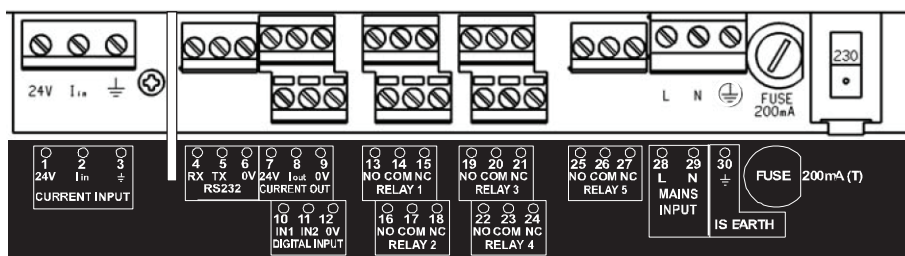 24V Iin ⏚
L N ⏚
FUSE
200mA
230
1 2 3
24V Iin ⏚
CURRENT INPUT
4 5 6
RX TX 0V
RS232
7 8 9
24V Iout 0V
CURRENT OUT
10 11 12
IN1 IN2 0V
DIGITAL INPUT
13 14 15
NO COM NC
RELAY 1
16 17 18
NO COM NC
RELAY 2
19 20 21
NO COM NC
RELAY 3
22 23 24
NO COM NC
RELAY 4
25 26 27
NO COM NC
RELAY 5
28 29
L N
MAINS
INPUT
30
⏚
IS EARTH
FUSE
200mA (T)